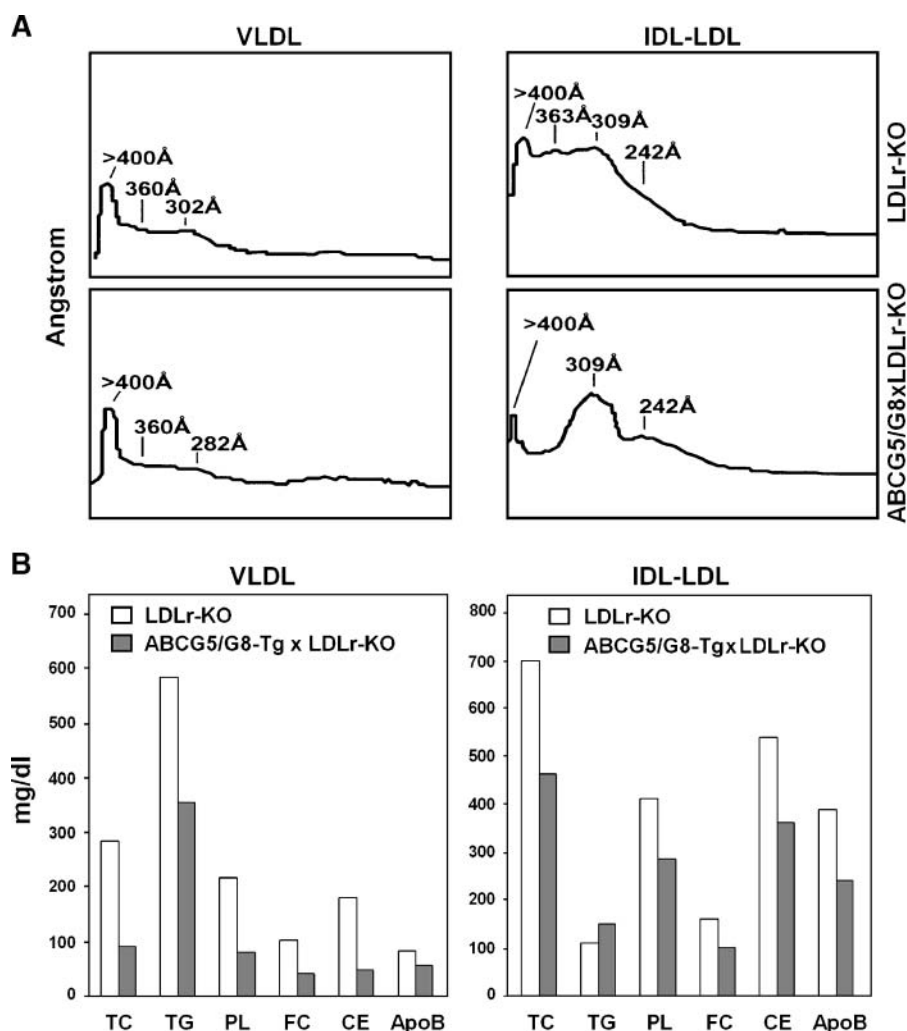 A
VLDL
IDL-LDL
Angstrom
>400Å
360Å
302Å
>400Å
363Å
309Å
242Å
LDLr-KO
>400Å
360Å
282Å
>400Å
309Å
242Å
ABCG5/G8xLDLr-KO
B
VLDL
IDL-LDL
mg/dl
700
600
500
400
300
200
100
0
LDLr-KO
ABCG5/G8-Tg x LDLr-KO
TC TG PL FC CE ApoB
800
700
600
500
400
300
200
100
0
LDLr-KO
ABCG5/G8-Tgx LDLr-KO
TC TG PL FC CE ApoB